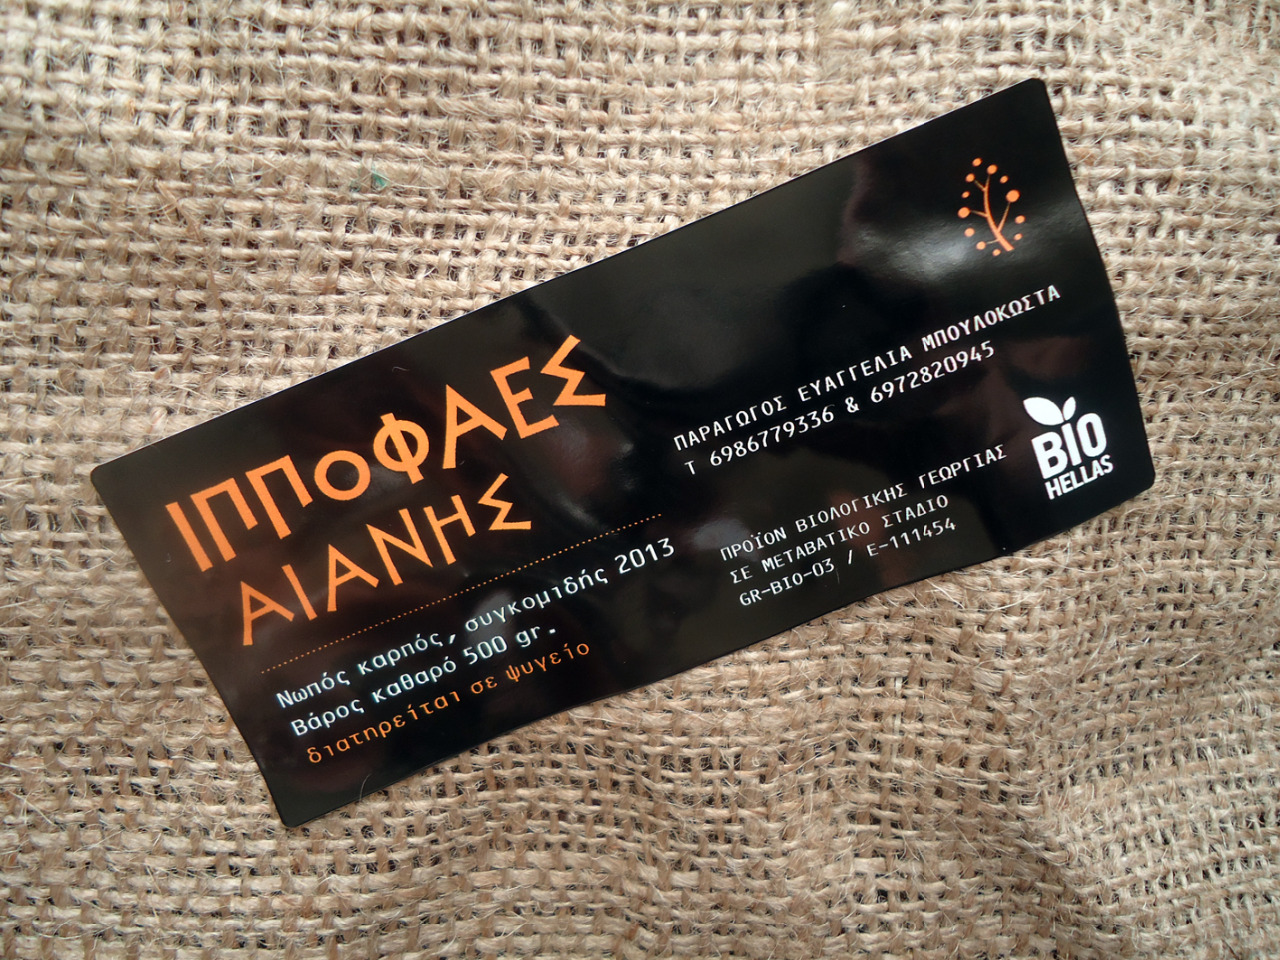 ΙΠΠΟΦΑΕΣ
ΑΙΑΝΗΣ
Νωπός καρπός, συγκομιδής 2013
Βάρος καθαρό 500 gr.
διατηρείται σε ψυγείο
ΠΑΡΑΓΩΓΟΣ ΕΥΑΓΓΕΛΙΑ ΜΠΟΥΛΟΚΩΣΤΑ
Τ 6986779336 & 6972820945
ΠΡΟΪΟΝ ΒΙΟΛΟΓΙΚΗΣ ΓΕΩΡΓΙΑΣ
ΣΕ ΜΕΤΑΒΑΤΙΚΟ ΣΤΑΔΙΟ
GR-BIO-03 / E-111454
BIO
HELLAS